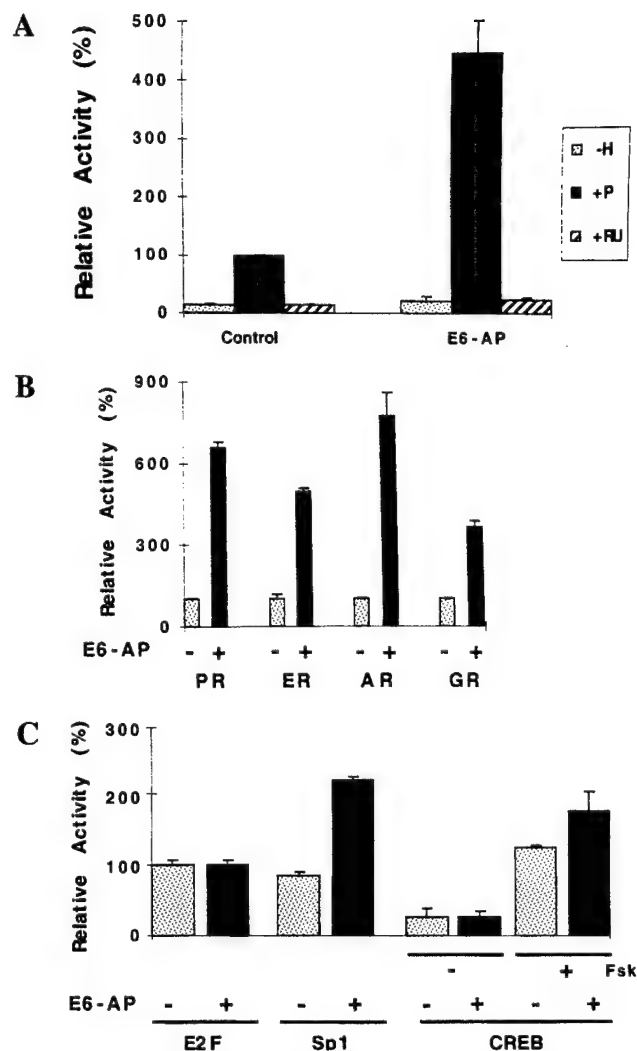 A
Relative Activity (%)
500
400
300
200
100
0
Control
E6-AP
-H
+P
+RU
B
Relative Activity (%)
900
600
300
0
E6-AP - + - + - + - +
PR ER AR GR
C
Relative Activity (%)
300
200
100
0
- + Fsk
E6-AP - + - + - + - +
E2F Sp1 CREB